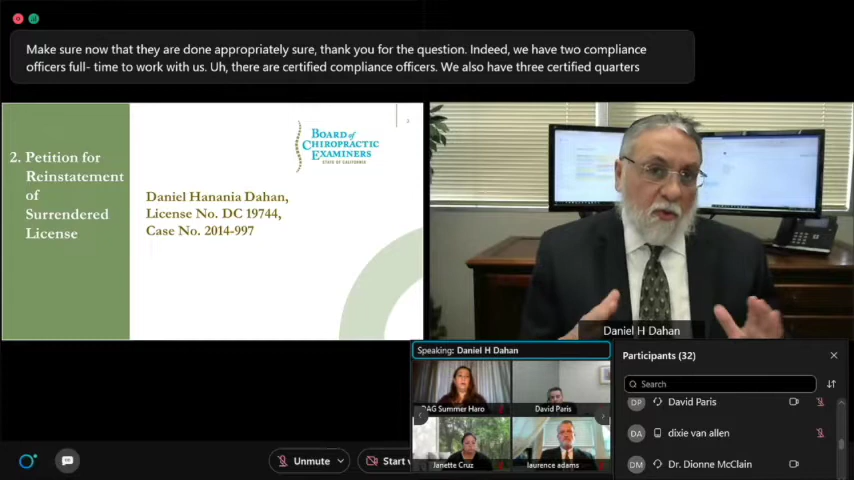 Make sure now that they are done appropriately sure, thank you for the question. Indeed, we have two compliance
officers full- time to work with us. Uh, there are certified compliance officers. We also have three certified quarters
2
2. Petition for
Reinstatement
of
Surrendered
License
BOARD of
CHIROPRACTIC
EXAMINERS
STATE OF CALIFORNIA
Daniel Hanania Dahan,
License No. DC 19744,
Case No. 2014-997
Daniel H Dahan
Speaking: Daniel H Dahan
DAG Summer Haro
David Paris
Janette Cruz
laurence adams
Participants (32)
Search
DP
David Paris
DA
dixie van allen
DM
Dr. Dionne McClain
Unmute
Start v